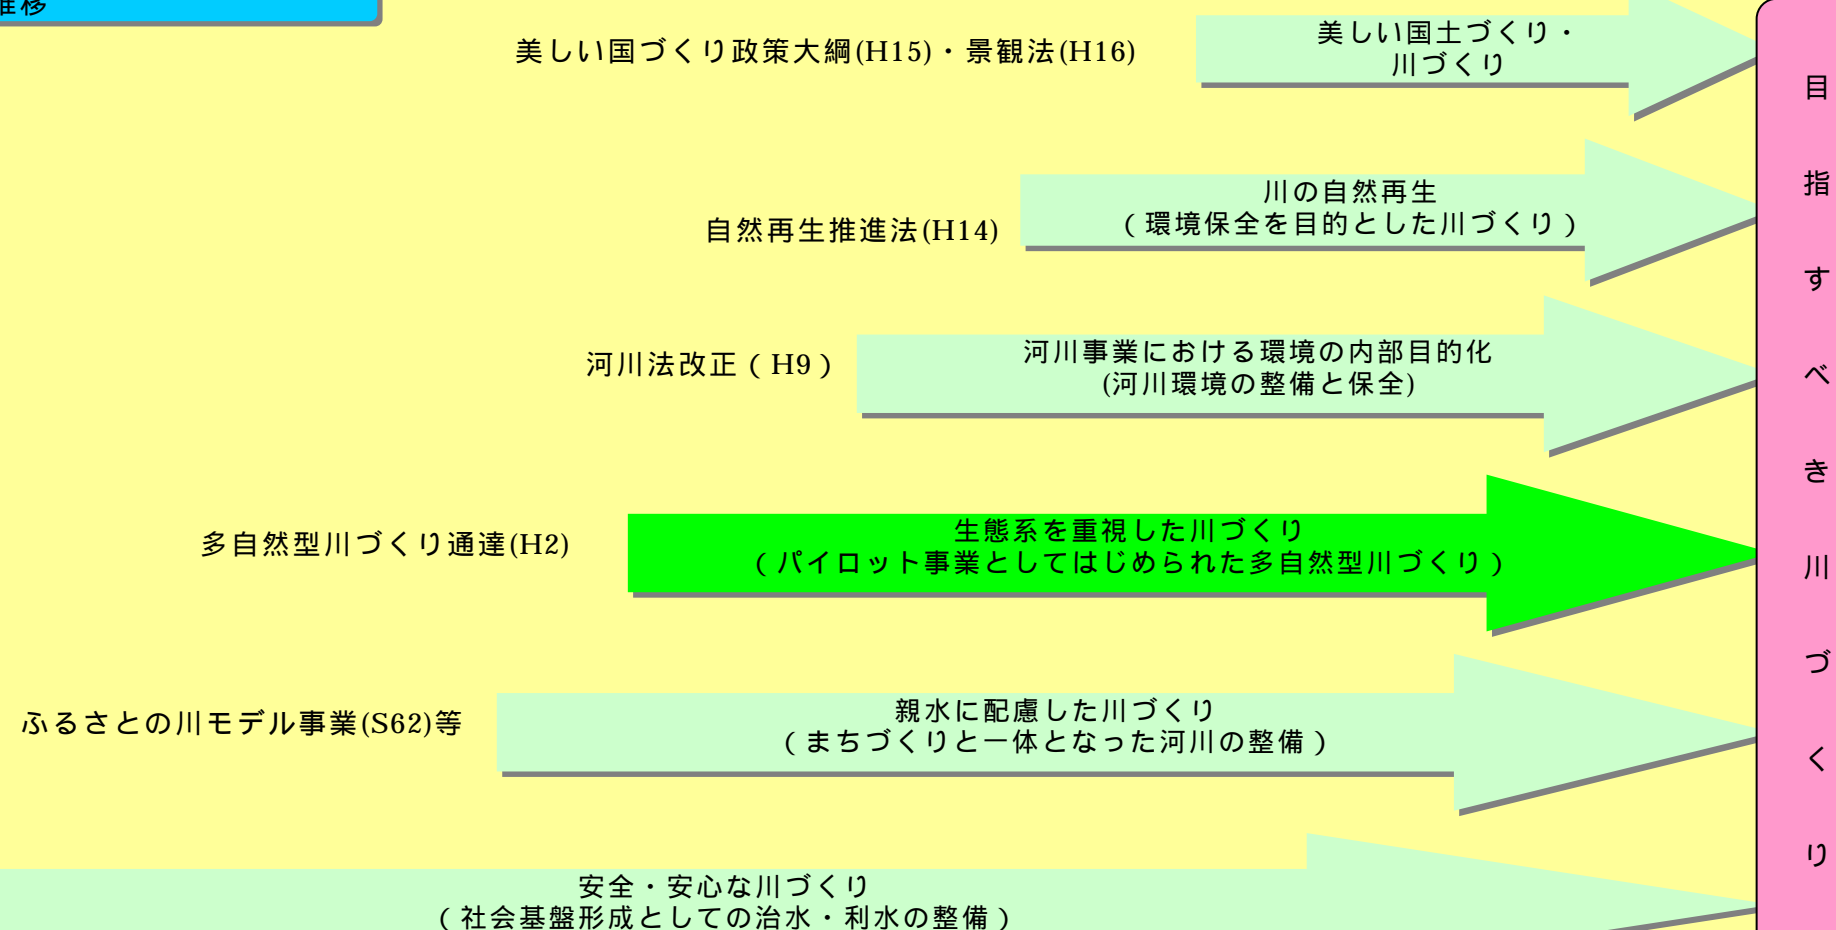 推移
美しい国づくり政策大綱(H15)・景観法(H16)
美しい国土づくり・
川づくり
自然再生推進法(H14)
川の自然再生
(環境保全を目的とした川づくり)
河川法改正(H9)
河川事業における環境の内部目的化
(河川環境の整備と保全)
多自然型川づくり通達(H2)
生態系を重視した川づくり
(パイロット事業としてはじめられた多自然型川づくり)
ふるさとの川モデル事業(S62)等
親水に配慮した川づくり
(まちづくりと一体となった河川の整備)
安全・安心な川づくり
(社会基盤形成としての治水・利水の整備)
目指すべき川づくり